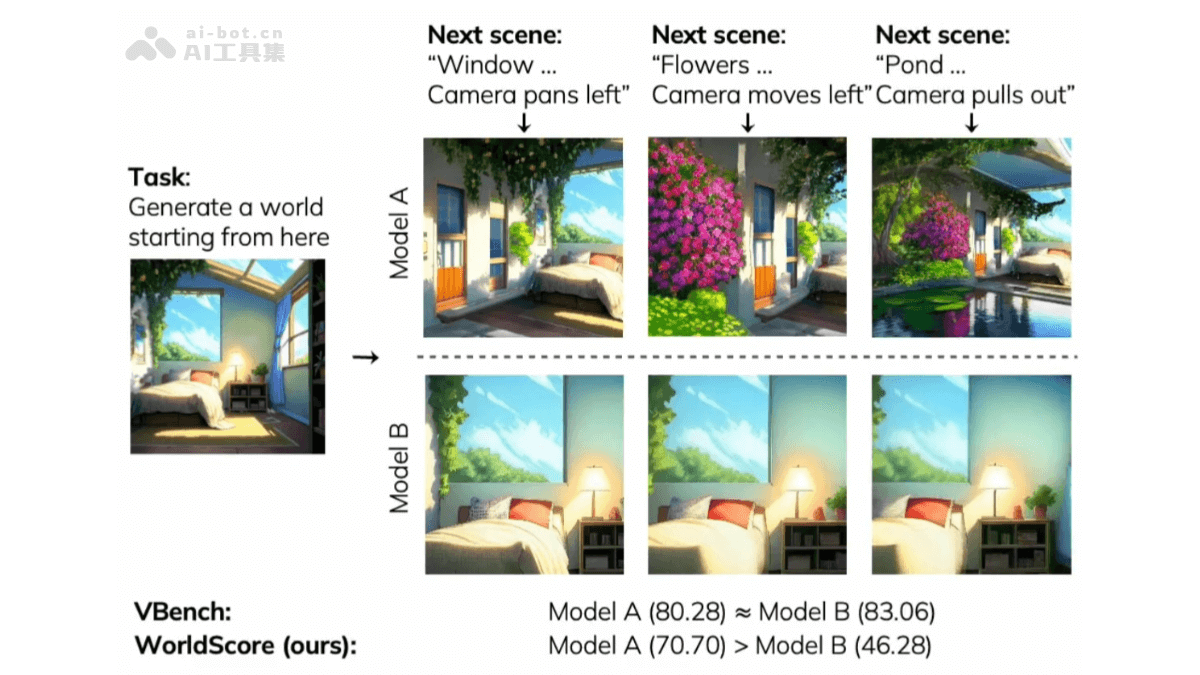 ai-bot.cn
AI工具集
Next scene:
“Window ...
Camera pans left”
Next scene:
“Flowers ...
Camera moves left”
Next scene:
“Pond ...
Camera pulls out”
Task:
Generate a world
starting from here
Model A
Model B
VBench:
Model A (80.28) ≈ Model B (83.06)
WorldScore (ours):
Model A (70.70) > Model B (46.28)